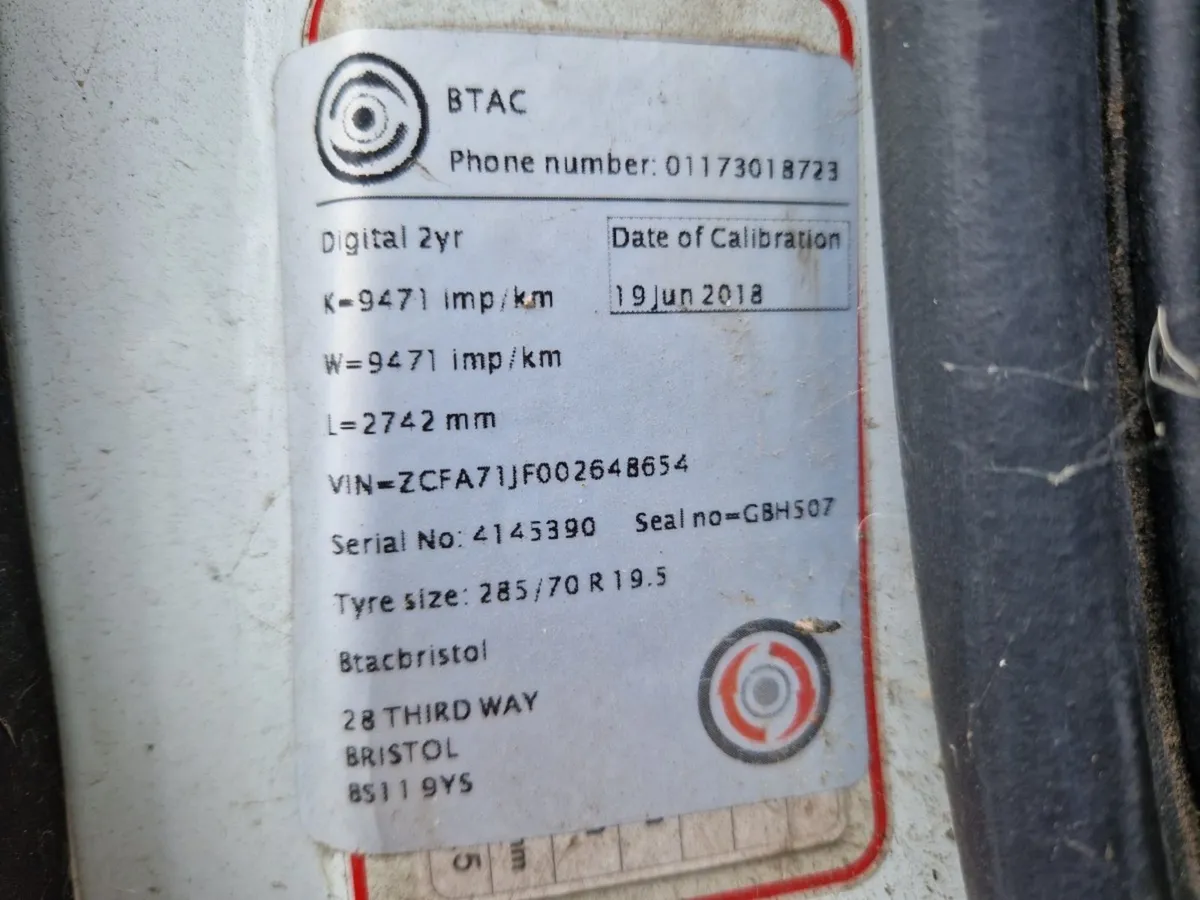 BTAC
Phone number: 01173018723
Digital 2yr
Date of Calibration
K=9471 imp/km
19 Jun 2018
W=9471 imp/km
L=2742 mm
VIN=ZCFA71JF002648654
Serial No: 4145390 Seal no=GBH507
Tyre size: 285/70 R 19.5
Btacbristol
28 THIRD WAY
BRISTOL
BS11 9YS